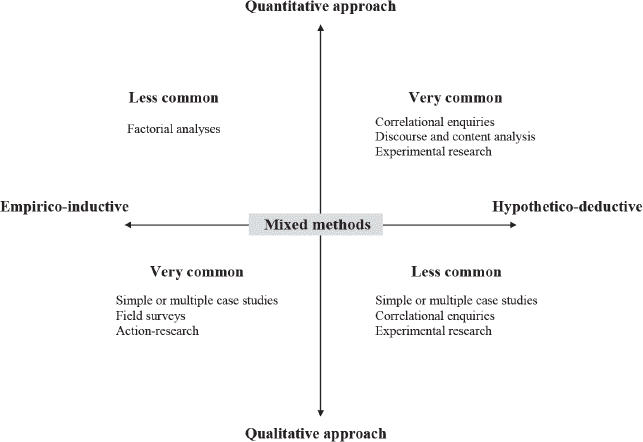 Quantitative approach
Less common
Factorial analyses
Very common
Correlational enquiries
Discourse and content analysis
Experimental research
Empirico-inductive
Mixed methods
Hypothetico-deductive
Very common
Simple or multiple case studies
Field surveys
Action-research
Less common
Simple or multiple case studies
Correlational enquiries
Experimental research
Qualitative approach